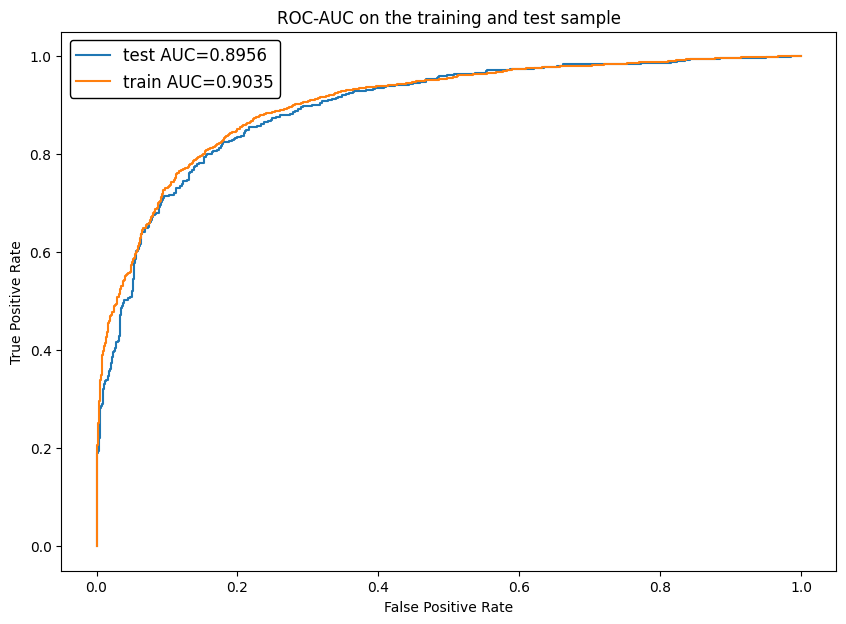 ROC-AUC on the training and test sample
test AUC=0.8956
train AUC=0.9035
True Positive Rate
1.0
0.8
0.6
0.4
0.2
0.0
0.0 0.2 0.4 0.6 0.8 1.0
False Positive Rate